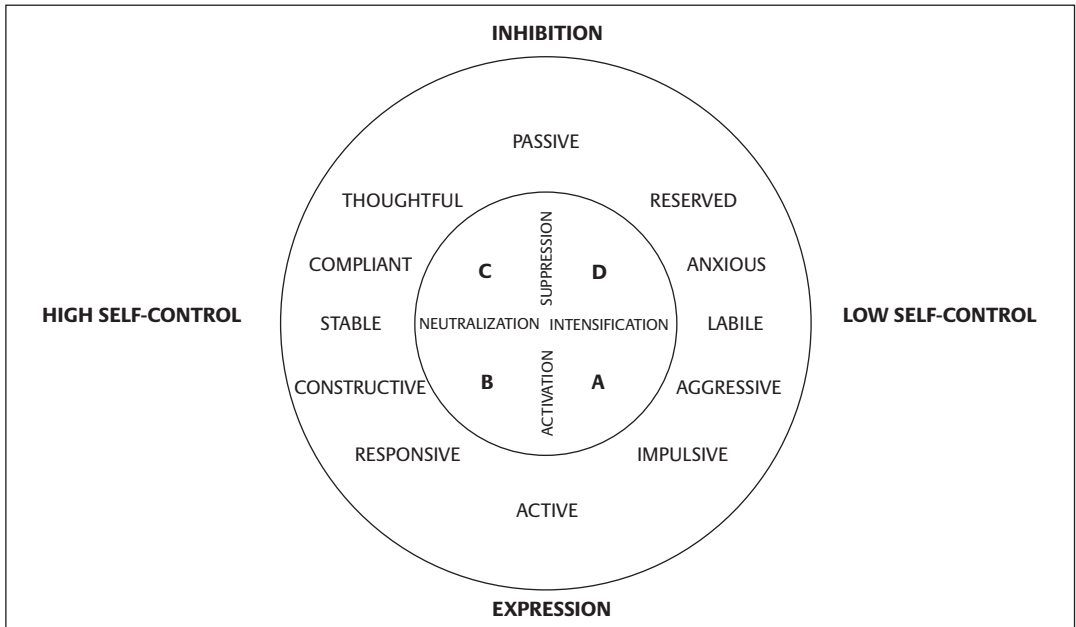 INHIBITION
PASSIVE
THOUGHTFUL
RESERVED
SUPPRESSION
COMPLIANT
C
D
ANXIOUS
HIGH SELF-CONTROL
STABLE
NEUTRALIZATION
INTENSIFICATION
LABILE
LOW SELF-CONTROL
CONSTRUCTIVE
B
ACTIVATION
A
AGGRESSIVE
RESPONSIVE
IMPULSIVE
ACTIVE
EXPRESSION